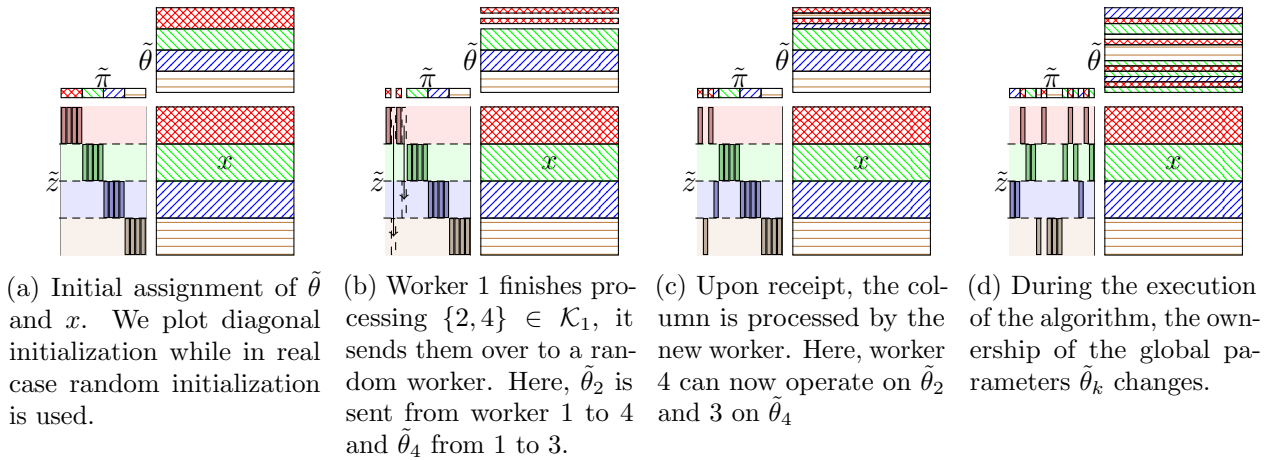 θ̃
π̃
z̃
x
θ̃
π̃
z̃
x
θ̃
π̃
z̃
x
θ̃
π̃
z̃
x
(a) Initial assignment of θ̃
and x. We plot diagonal
initialization while in real
case random initialization
is used.
(b) Worker 1 finishes pro-
cessing {2, 4} ∈ 𝒦₁, it
sends them over to a ran-
dom worker. Here, θ̃₂ is
sent from worker 1 to 4
and θ̃₄ from 1 to 3.
(c) Upon receipt, the col-
umn is processed by the
new worker. Here, worker
4 can now operate on θ̃₂
and 3 on θ̃₄
(d) During the execution
of the algorithm, the own-
ership of the global pa-
rameters θ̃ₖ changes.